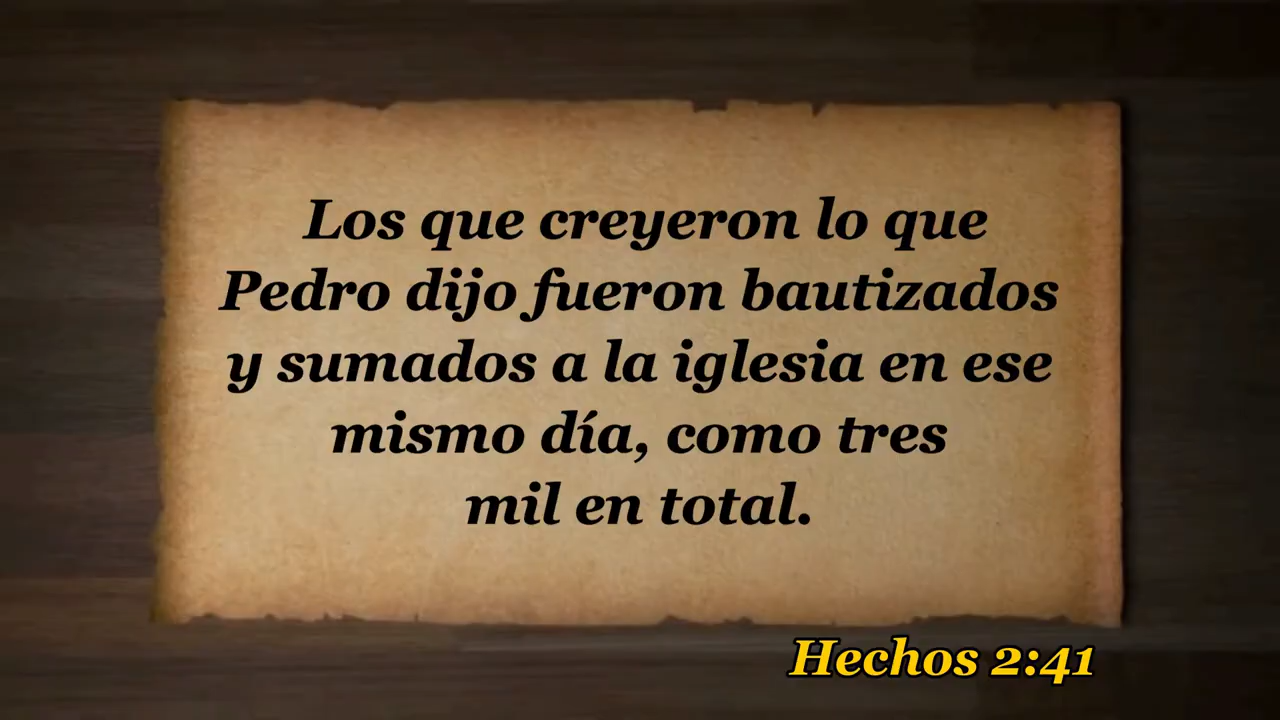 Los que creyeron lo que
Pedro dijo fueron bautizados
y sumados a la iglesia en ese
mismo día, como tres
mil en total.
Hechos 2:41